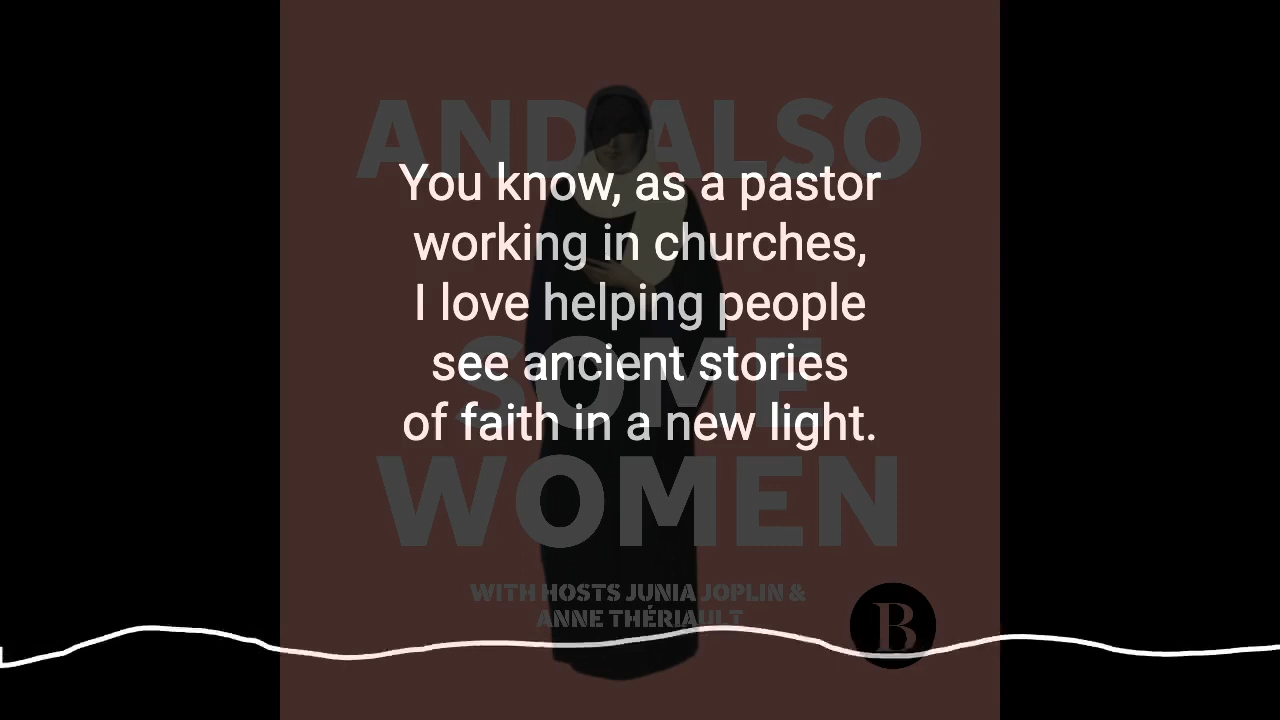 AND ALSO
You know, as a pastor
working in churches,
I love helping people
see ancient stories
of faith in a new light.
SOME
WOMEN
WITH HOSTS JUNIA JOPLIN &
ANNE THÉRIAULT
B